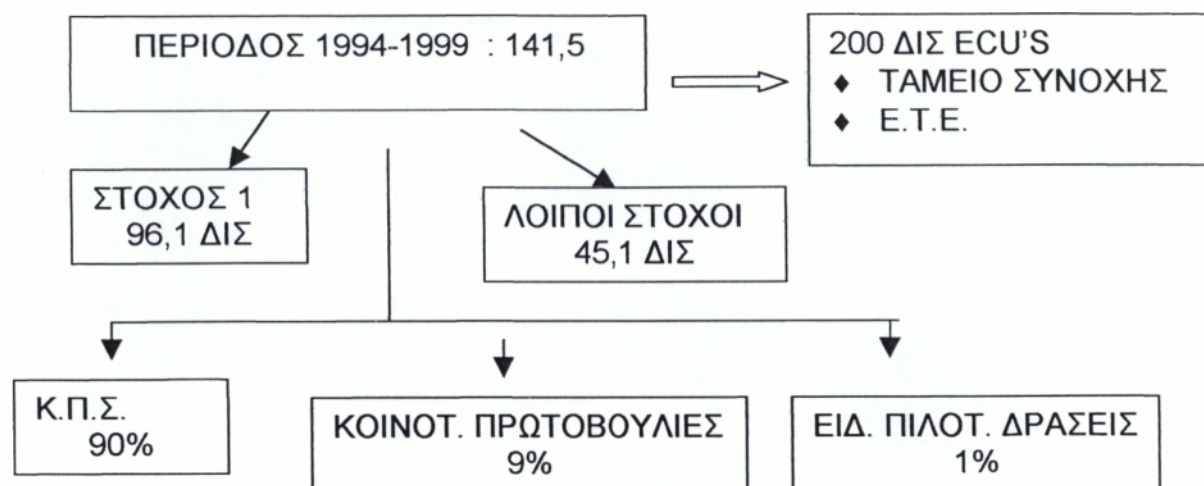 ΠΕΡΙΟΔΟΣ 1994-1999 : 141,5
200 ΔΙΣ ECU'S
♦ ΤΑΜΕΙΟ ΣΥΝΟΧΗΣ
♦ Ε.Τ.Ε.
ΣΤΟΧΟΣ 1
96,1 ΔΙΣ
ΛΟΙΠΟΙ ΣΤΟΧΟΙ
45,1 ΔΙΣ
Κ.Π.Σ.
90%
ΚΟΙΝΟΤ. ΠΡΩΤΟΒΟΥΛΙΕΣ
9%
ΕΙΔ. ΠΙΛΟΤ. ΔΡΑΣΕΙΣ
1%